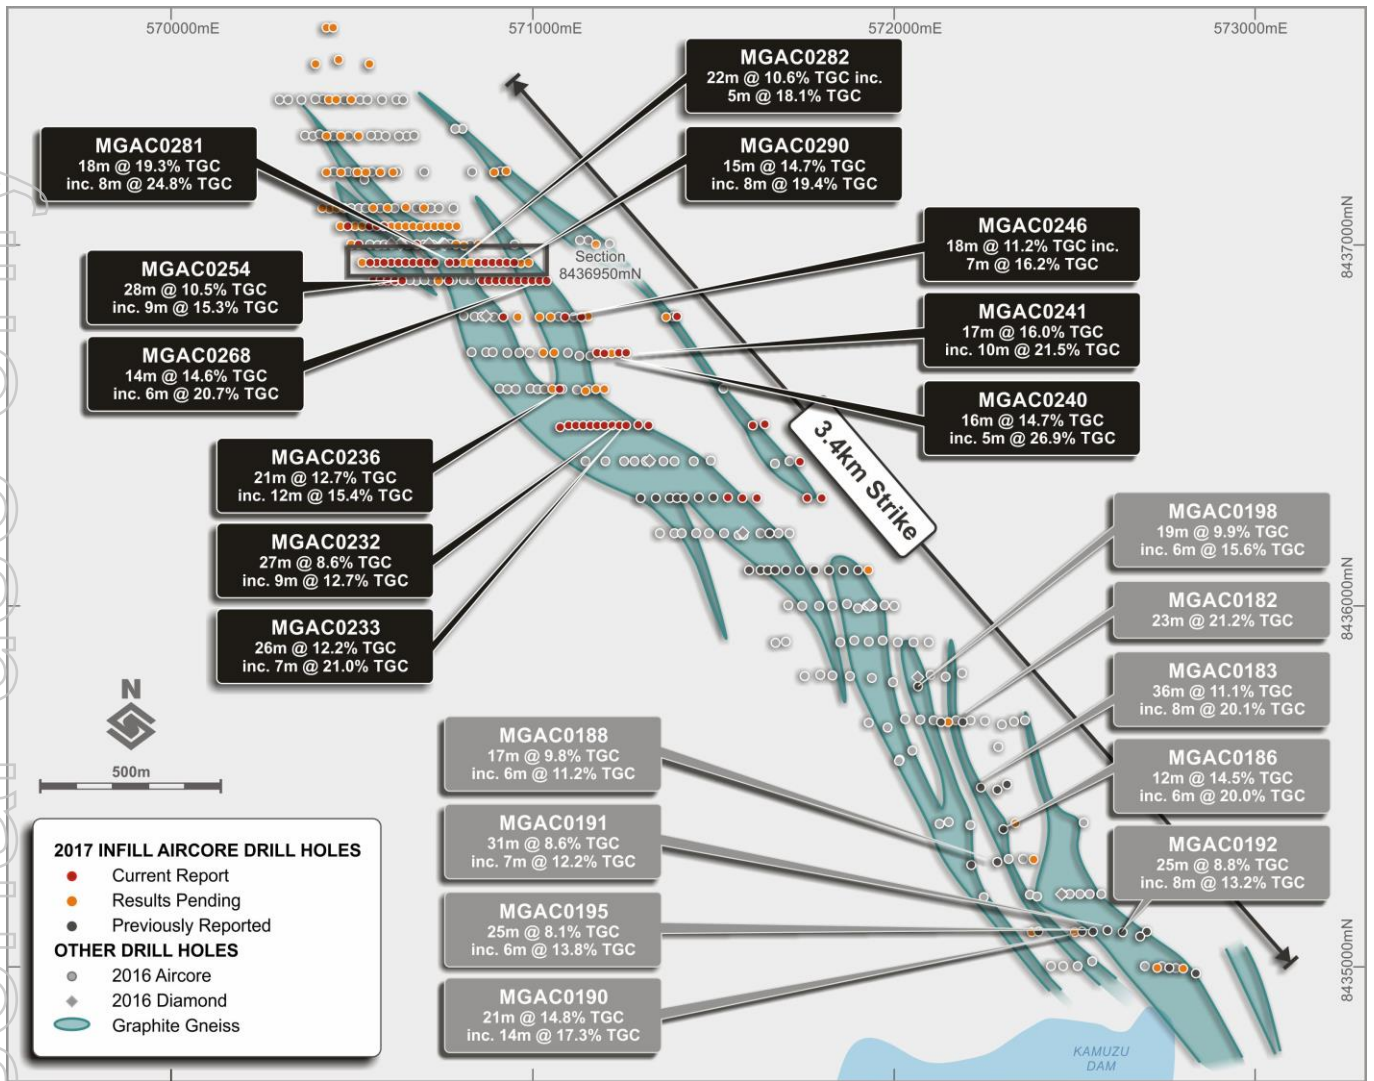 570000mE
571000mE
572000mE
573000mE
MGAC0282
22m @ 10.6% TGC inc.
5m @ 18.1% TGC
MGAC0281
18m @ 19.3% TGC
inc. 8m @ 24.8% TGC
MGAC0290
15m @ 14.7% TGC
inc. 8m @ 19.4% TGC
MGAC0246
18m @ 11.2% TGC inc.
7m @ 16.2% TGC
8437000mN
Section
8436950mN
MGAC0254
28m @ 10.5% TGC
inc. 9m @ 15.3% TGC
MGAC0241
17m @ 16.0% TGC
inc. 10m @ 21.5% TGC
MGAC0268
14m @ 14.6% TGC
inc. 6m @ 20.7% TGC
MGAC0240
16m @ 14.7% TGC
inc. 5m @ 26.9% TGC
3.4km Strike
MGAC0236
21m @ 12.7% TGC
inc. 12m @ 15.4% TGC
MGAC0198
19m @ 9.9% TGC
inc. 6m @ 15.6% TGC
MGAC0232
27m @ 8.6% TGC
inc. 9m @ 12.7% TGC
8436000mN
MGAC0182
23m @ 21.2% TGC
MGAC0233
26m @ 12.2% TGC
inc. 7m @ 21.0% TGC
MGAC0183
36m @ 11.1% TGC
inc. 8m @ 20.1% TGC
N
500m
MGAC0188
17m @ 9.8% TGC
inc. 6m @ 11.2% TGC
MGAC0186
12m @ 14.5% TGC
inc. 6m @ 20.0% TGC
MGAC0191
31m @ 8.6% TGC
inc. 7m @ 12.2% TGC
MGAC0192
25m @ 8.8% TGC
inc. 8m @ 13.2% TGC
MGAC0195
25m @ 8.1% TGC
inc. 6m @ 13.8% TGC
8435000mN
MGAC0190
21m @ 14.8% TGC
inc. 14m @ 17.3% TGC
KAMUZU
DAM
2017 INFILL AIRCORE DRILL HOLES
Current Report
Results Pending
Previously Reported
OTHER DRILL HOLES
2016 Aircore
2016 Diamond
Graphite Gneiss